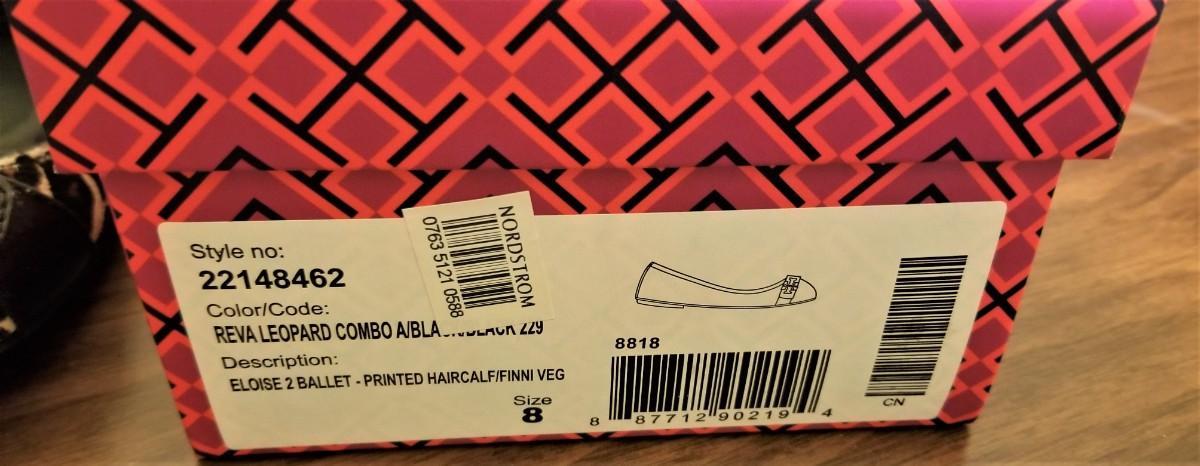 Style no:
22148462
Color/Code:
REVA LEOPARD COMBO A/BLACK/BLACK 229
Description:
ELOISE 2 BALLET - PRINTED HAIRCALF/FINNI VEG
Size
8
NORDSTROM
0763 5121 0588
8818
8 87712 90219 4
CN